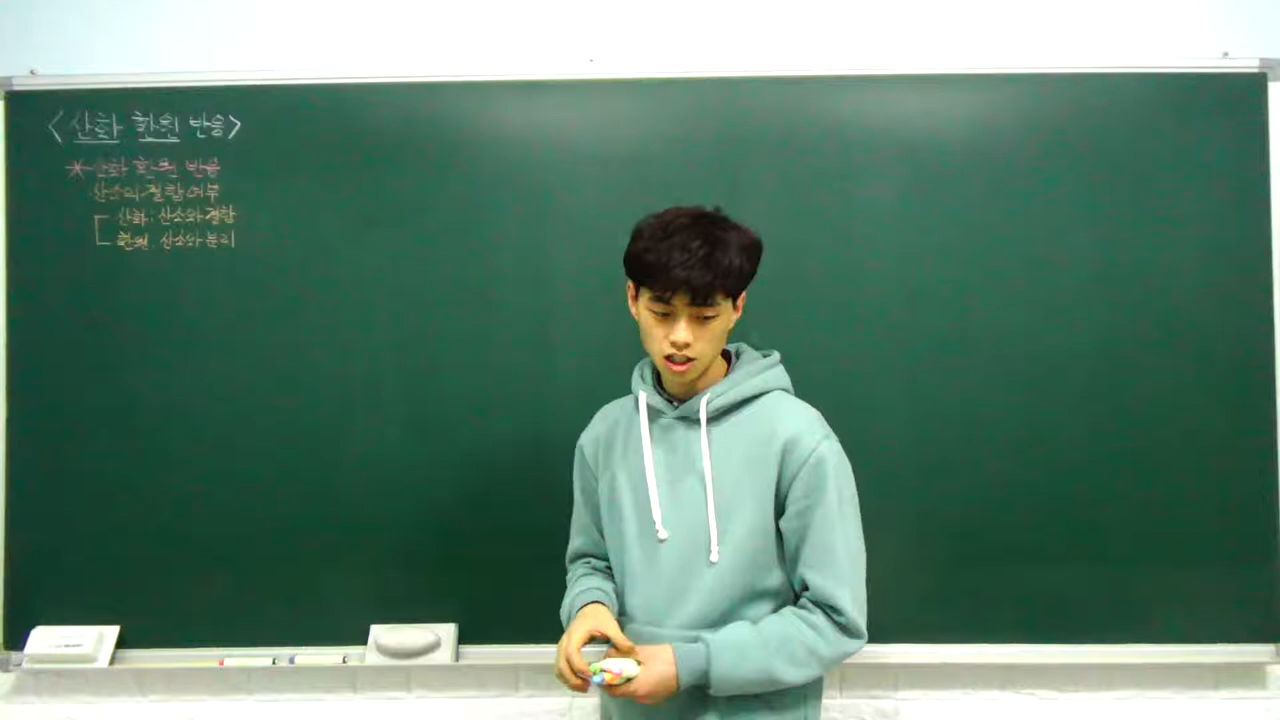 <산화 환원 반응>
* 산화 환원 반응
산소의 결합여부
산화: 산소와 결합
환원: 산소와 분리